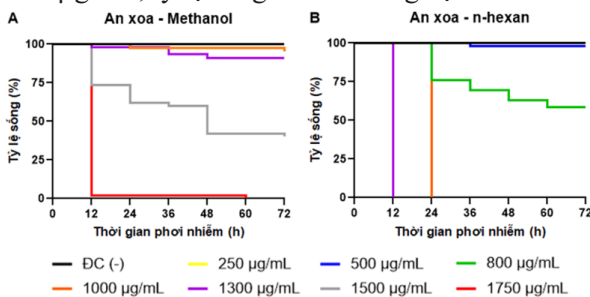 A An xoa - Methanol
100
75
50
25
0
0 12 24 36 48 60 72
Tỷ lệ sống (%)
Thời gian phơi nhiễm (h)
B An xoa - n-hexan
100
75
50
25
0
0 12 24 36 48 60 72
Tỷ lệ sống (%)
Thời gian phơi nhiễm (h)
ĐC (-) 250 µg/mL 500 µg/mL 800 µg/mL
1000 µg/mL 1300 µg/mL 1500 µg/mL 1750 µg/mL